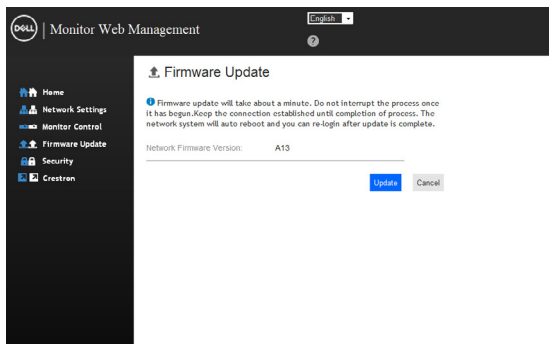 DELL | Monitor Web Management
English
?
Home
Network Settings
Monitor Control
Firmware Update
Security
Crestron
Firmware Update
Firmware update will take about a minute. Do not interrupt the process once
it has begun.Keep the connection established until completion of process. The
network system will auto reboot and you can re-login after update is complete.
Network Firmware Version: A13
Update Cancel